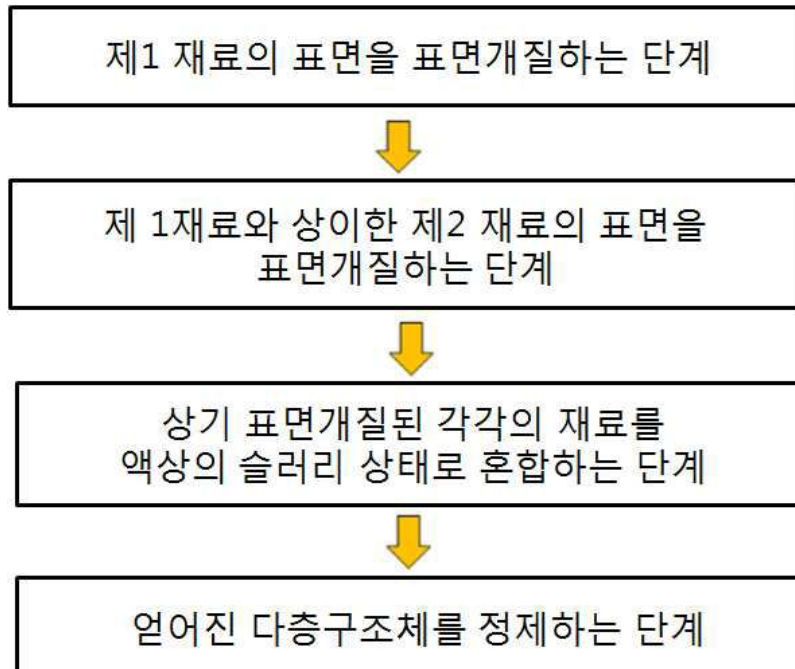 제1 재료의 표면을 표면개질하는 단계
제 1재료와 상이한 제2 재료의 표면을
표면개질하는 단계
상기 표면개질된 각각의 재료를
액상의 슬러리 상태로 혼합하는 단계
얻어진 다층구조체를 정제하는 단계